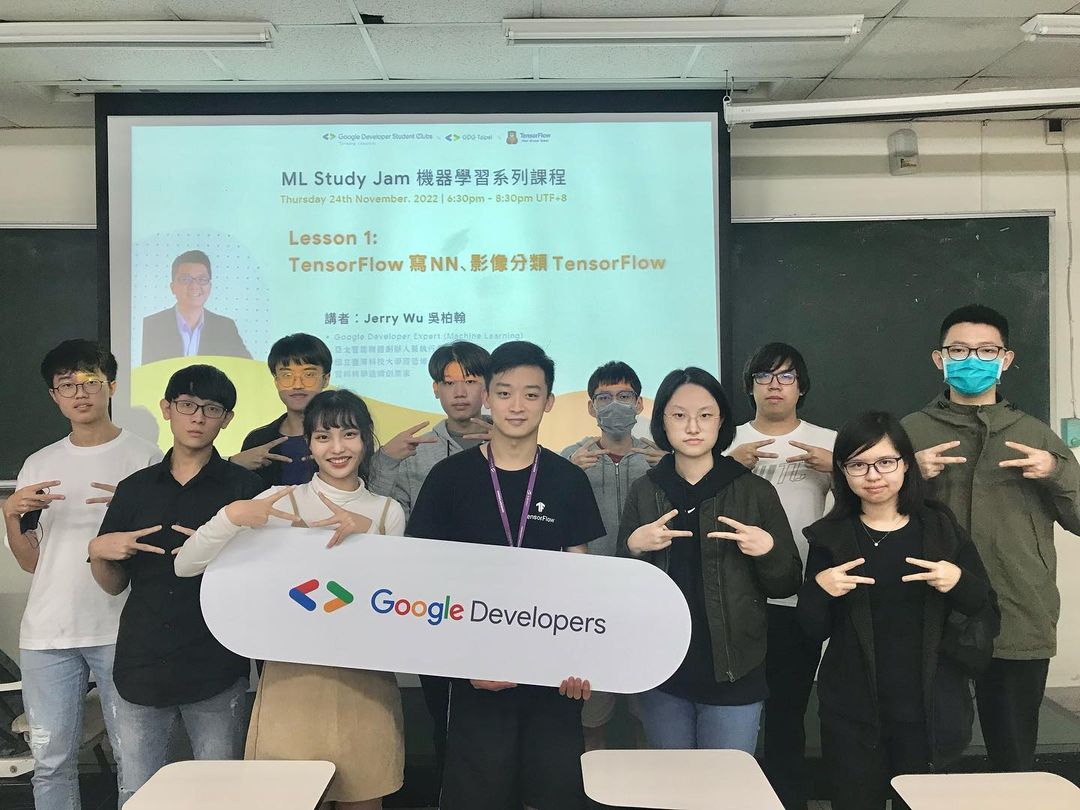 Google Developer Student Clubs
GDG Taipei
TensorFlow
ML Study Jam 機器學習系列課程
Thursday 24th November. 2022 | 6:30pm - 8:30pm UTF+8
Lesson 1:
TensorFlow 寫 NN、影像分類 TensorFlow
講者：Jerry Wu 吳柏翰
Google Developer Expert (Machine Learning)
TensorFlow
Google Developers